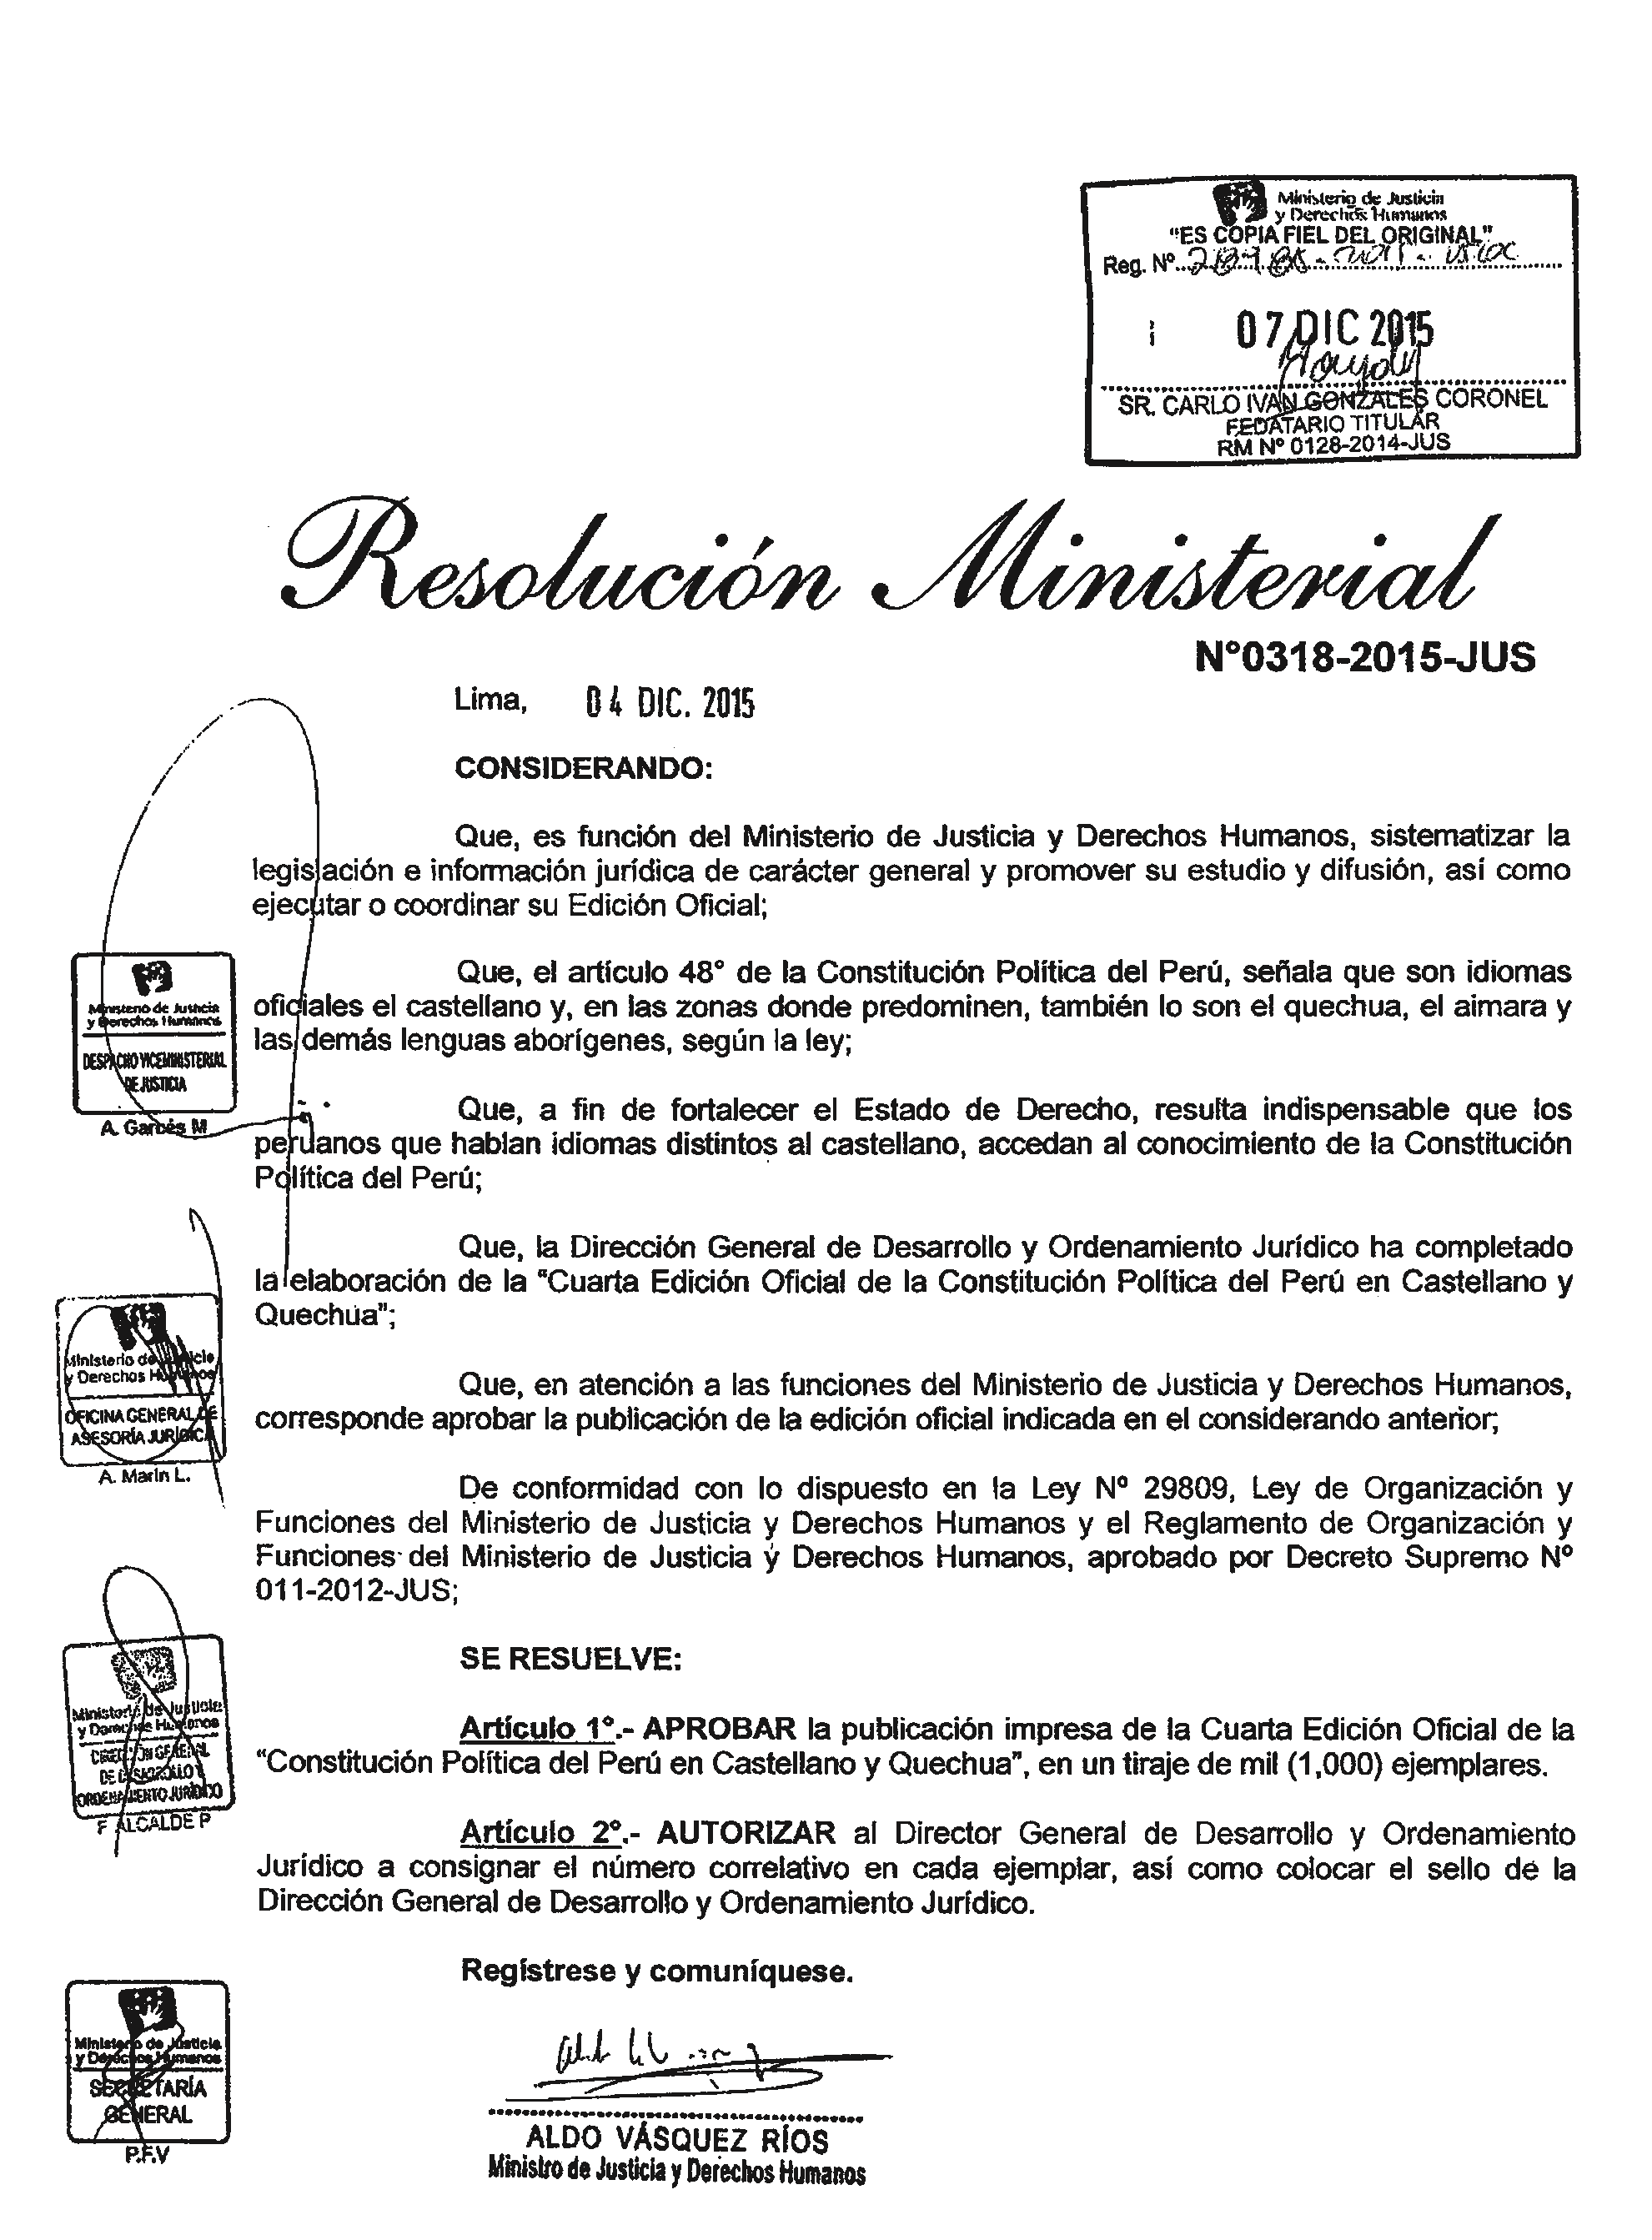 Ministerio de Justicia
y Derechos Humanos
"ES COPIA FIEL DEL ORIGINAL"
Reg. Nº
07 DIC 2015
SR. CARLO IVAN GONZALES CORONEL
FEDATARIO TITULAR
RM Nº 0128-2014-JUS
Resolución Ministerial
N°0318-2015-JUS
Lima, 04 DIC. 2015
CONSIDERANDO:
Que, es función del Ministerio de Justicia y Derechos Humanos, sistematizar la
legislación e información jurídica de carácter general y promover su estudio y difusión, así como
ejecutar o coordinar su Edición Oficial;
Que, el artículo 48° de la Constitución Política del Perú, señala que son idiomas
oficiales el castellano y, en las zonas donde predominen, también lo son el quechua, el aimara y
las demás lenguas aborígenes, según la ley;
Que, a fin de fortalecer el Estado de Derecho, resulta indispensable que los
peruanos que hablan idiomas distintos al castellano, accedan al conocimiento de la Constitución
Política del Perú;
Que, la Dirección General de Desarrollo y Ordenamiento Jurídico ha completado
la elaboración de la "Cuarta Edición Oficial de la Constitución Política del Perú en Castellano y
Quechua";
Que, en atención a las funciones del Ministerio de Justicia y Derechos Humanos,
corresponde aprobar la publicación de la edición oficial indicada en el considerando anterior;
De conformidad con lo dispuesto en la Ley Nº 29809, Ley de Organización y
Funciones del Ministerio de Justicia y Derechos Humanos y el Reglamento de Organización y
Funciones del Ministerio de Justicia y Derechos Humanos, aprobado por Decreto Supremo Nº
011-2012-JUS;
SE RESUELVE:
Artículo 1º.- APROBAR la publicación impresa de la Cuarta Edición Oficial de la
"Constitución Política del Perú en Castellano y Quechua", en un tiraje de mil (1,000) ejemplares.
Artículo 2º.- AUTORIZAR al Director General de Desarrollo y Ordenamiento
Jurídico a consignar el número correlativo en cada ejemplar, así como colocar el sello de la
Dirección General de Desarrollo y Ordenamiento Jurídico.
Regístrese y comuníquese.
ALDO VÁSQUEZ RÍOS
Ministro de Justicia y Derechos Humanos
Ministerio de Justicia
y Derechos Humanos
DESPACHO VICEMINISTERIAL
DE JUSTICIA
A. Garcés M
Ministerio de Justicia
y Derechos Humanos
OFICINA GENERAL DE
ASESORÍA JURÍDICA
A. Marin L.
Ministerio de Justicia
y Derechos Humanos
DIRECCIÓN GENERAL
DE DESARROLLO Y
ORDENAMIENTO JURÍDICO
F ALCALDE P
Ministerio de Justicia
y Derechos Humanos
SECRETARÍA
GENERAL
P.F.V